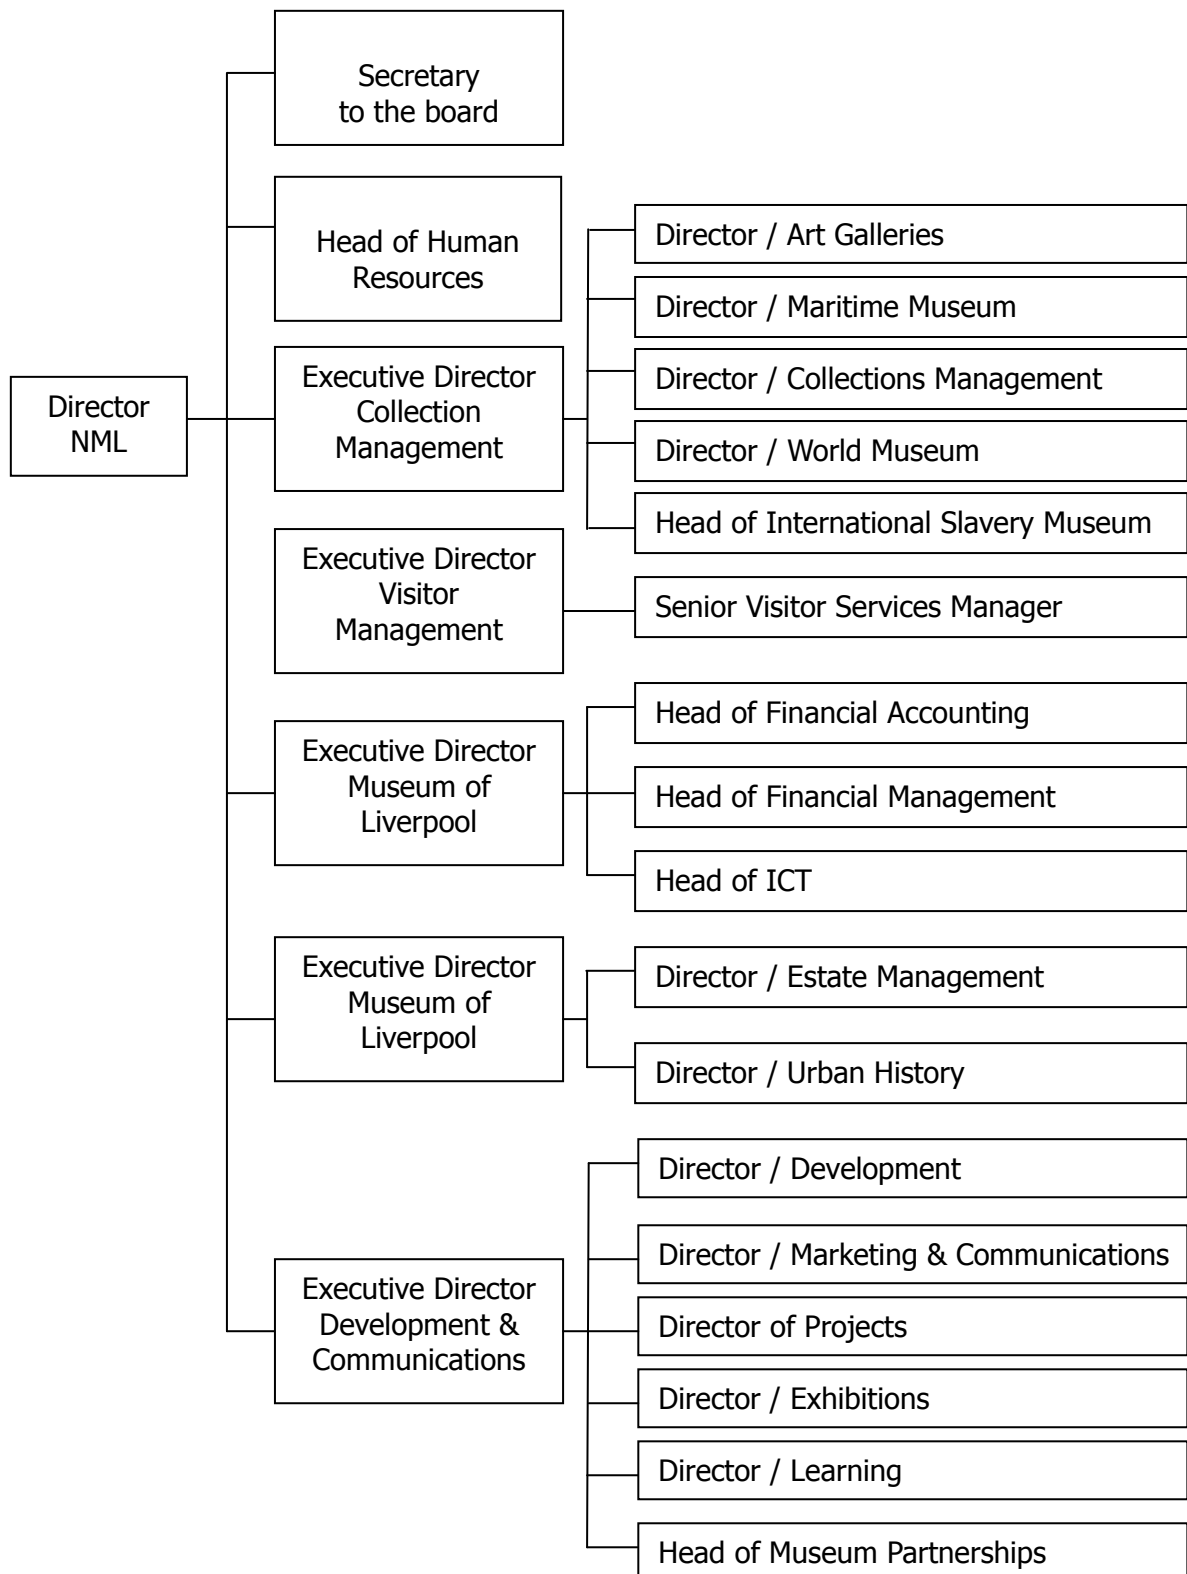 Director
NML
Secretary
to the board
Head of Human
Resources
Executive Director
Collection
Management
Director / Art Galleries
Director / Maritime Museum
Director / Collections Management
Director / World Museum
Head of International Slavery Museum
Executive Director
Visitor
Management
Senior Visitor Services Manager
Executive Director
Museum of
Liverpool
Head of Financial Accounting
Head of Financial Management
Head of ICT
Executive Director
Museum of
Liverpool
Director / Estate Management
Director / Urban History
Executive Director
Development &
Communications
Director / Development
Director / Marketing & Communications
Director of Projects
Director / Exhibitions
Director / Learning
Head of Museum Partnerships